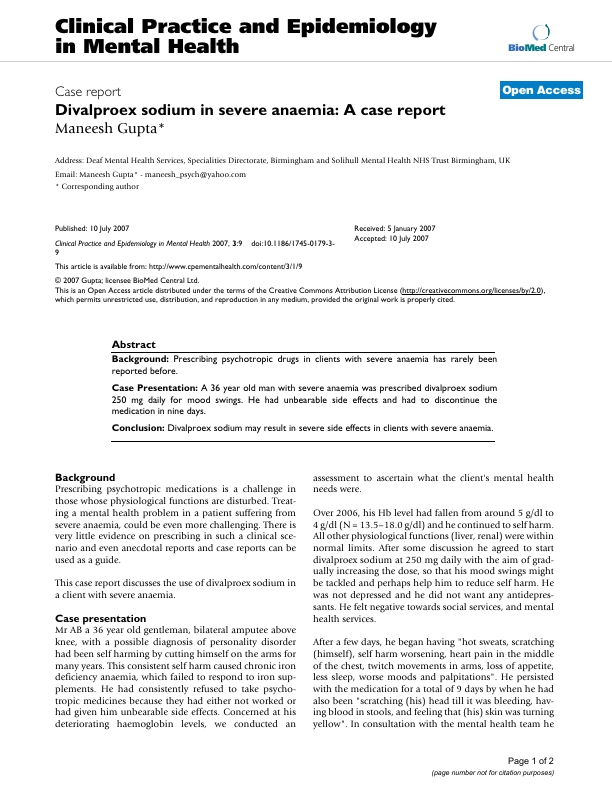 Clinical Practice and Epidemiology
in Mental Health
BioMed Central
Open Access
Case report
Divalproex sodium in severe anaemia: A case report
Maneesh Gupta*
Address: Deaf Mental Health Services, Specialities Directorate, Birmingham and Solihull Mental Health NHS Trust Birmingham, UK
Email: Maneesh Gupta* - maneesh_psych@yahoo.com
* Corresponding author
Published: 10 July 2007
Clinical Practice and Epidemiology in Mental Health 2007, 3:9 doi:10.1186/1745-0179-3-
9
This article is available from: http://www.cpementalhealth.com/content/3/1/9
Received: 5 January 2007
Accepted: 10 July 2007
© 2007 Gupta; licensee BioMed Central Ltd.
This is an Open Access article distributed under the terms of the Creative Commons Attribution License (http://creativecommons.org/licenses/by/2.0),
which permits unrestricted use, distribution, and reproduction in any medium, provided the original work is properly cited.
Abstract
Background: Prescribing psychotropic drugs in clients with severe anaemia has rarely been
reported before.
Case Presentation: A 36 year old man with severe anaemia was prescribed divalproex sodium
250 mg daily for mood swings. He had unbearable side effects and had to discontinue the
medication in nine days.
Conclusion: Divalproex sodium may result in severe side effects in clients with severe anaemia.
Background
Prescribing psychotropic medications is a challenge in
those whose physiological functions are disturbed. Treat-
ing a mental health problem in a patient suffering from
severe anaemia, could be even more challenging. There is
very little evidence on prescribing in such a clinical sce-
nario and even anecdotal reports and case reports can be
used as a guide.
This case report discusses the use of divalproex sodium in
a client with severe anaemia.
Case presentation
Mr AB a 36 year old gentleman, bilateral amputee above
knee, with a possible diagnosis of personality disorder
had been self harming by cutting himself on the arms for
many years. This consistent self harm caused chronic iron
deficiency anaemia, which failed to respond to iron sup-
plements. He had consistently refused to take psycho-
tropic medicines because they had either not worked or
had given him unbearable side effects. Concerned at his
deteriorating haemoglobin levels, we conducted an
assessment to ascertain what the client's mental health
needs were.
Over 2006, his Hb level had fallen from around 5 g/dl to
4 g/dl (N = 13.5–18.0 g/dl) and he continued to self harm.
All other physiological functions (liver, renal) were within
normal limits. After some discussion he agreed to start
divalproex sodium at 250 mg daily with the aim of grad-
ually increasing the dose, so that his mood swings might
be tackled and perhaps help him to reduce self harm. He
was not depressed and he did not want any antidepres-
sants. He felt negative towards social services, and mental
health services.
After a few days, he began having "hot sweats, scratching
(himself), self harm worsening, heart pain in the middle
of the chest, twitch movements in arms, loss of appetite,
less sleep, worse moods and palpitations". He persisted
with the medication for a total of 9 days by when he had
also been "scratching (his) head till it was bleeding, hav-
ing blood in stools, and feeling that (his) skin was turning
yellow". In consultation with the mental health team he
Page 1 of 2
(page number not for citation purposes)